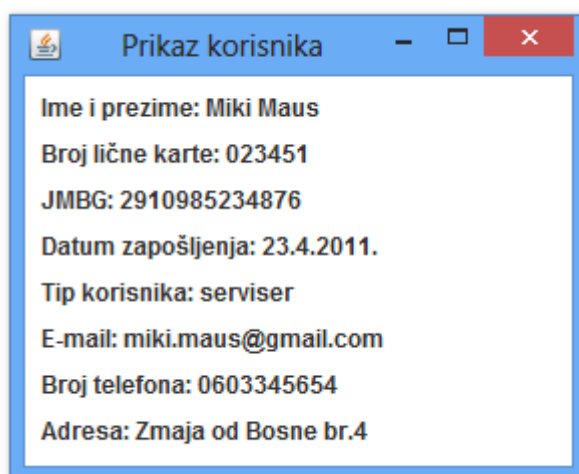 Prikaz korisnika
Ime i prezime: Miki Maus
Broj lične karte: 023451
JMBG: 2910985234876
Datum zapošljenja: 23.4.2011.
Tip korisnika: serviser
E-mail: miki.maus@gmail.com
Broj telefona: 0603345654
Adresa: Zmaja od Bosne br.4